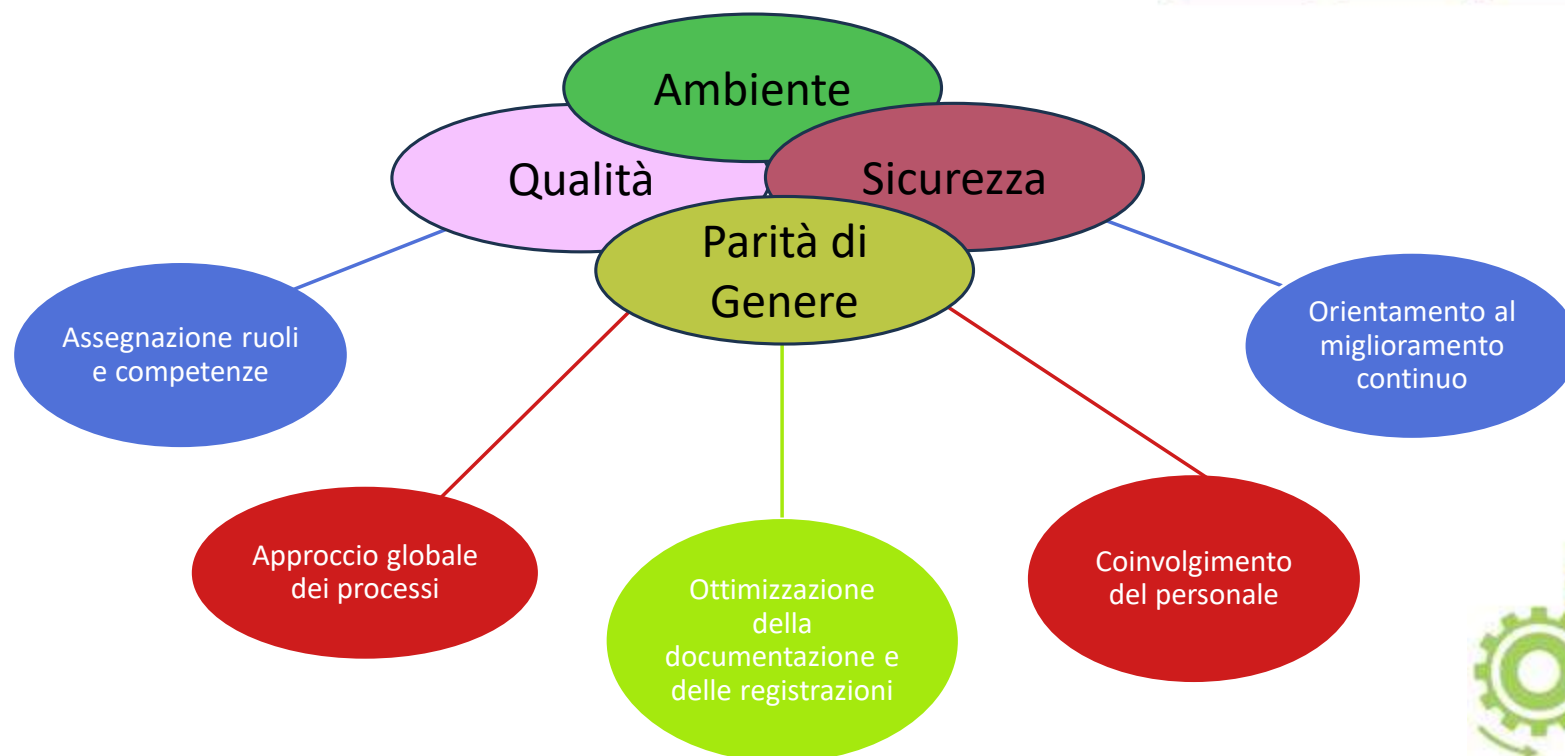 Ambiente
Qualità
Sicurezza
Parità di
Genere
Assegnazione ruoli
e competenze
Orientamento al
miglioramento
continuo
Approccio globale
dei processi
Ottimizzazione
della
documentazione e
delle registrazioni
Coinvolgimento
del personale